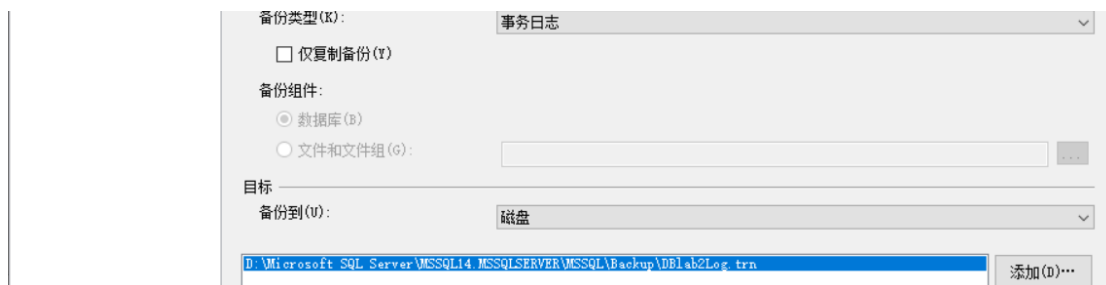 备份类型(K):
事务日志
仅复制备份(Y)
备份组件:
数据库(B)
文件和文件组(G):
...
目标
备份到(U):
磁盘
D:\Microsoft SQL Server\MSSQL14.MSSQLSERVER\MSSQL\Backup\DBlab2Log.trn
添加(D)…